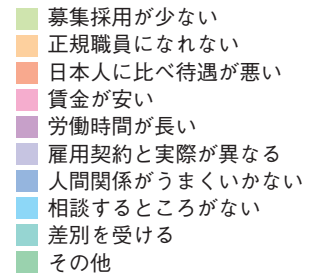 募集採用が少ない
正規職員になれない
日本人に比べ待遇が悪い
賃金が安い
労働時間が長い
雇用契約と実際が異なる
人間関係がうまくいかない
相談するところがない
差別を受ける
その他